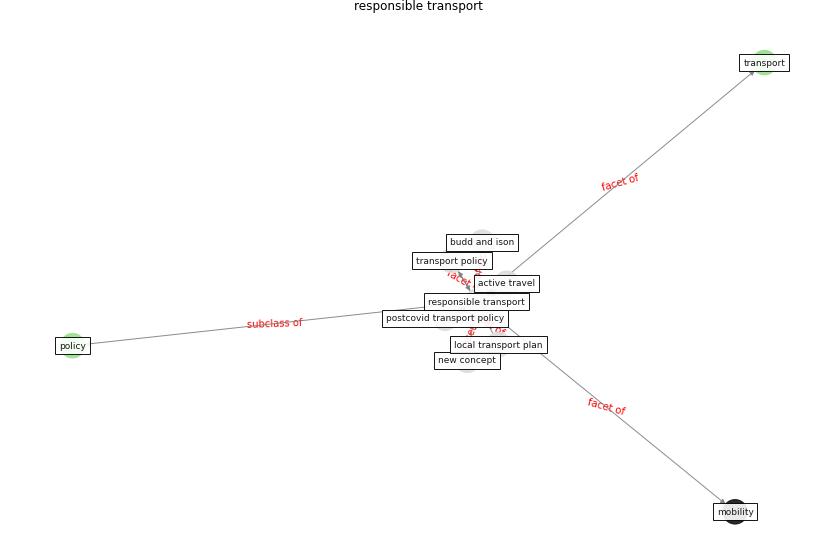 responsible transport
transport
facet of
budd and ison
transport policy
facet
active travel
responsible transport
postcovid transport policy
subclass of
policy
of
local transport plan
new concept
facet of
mobility